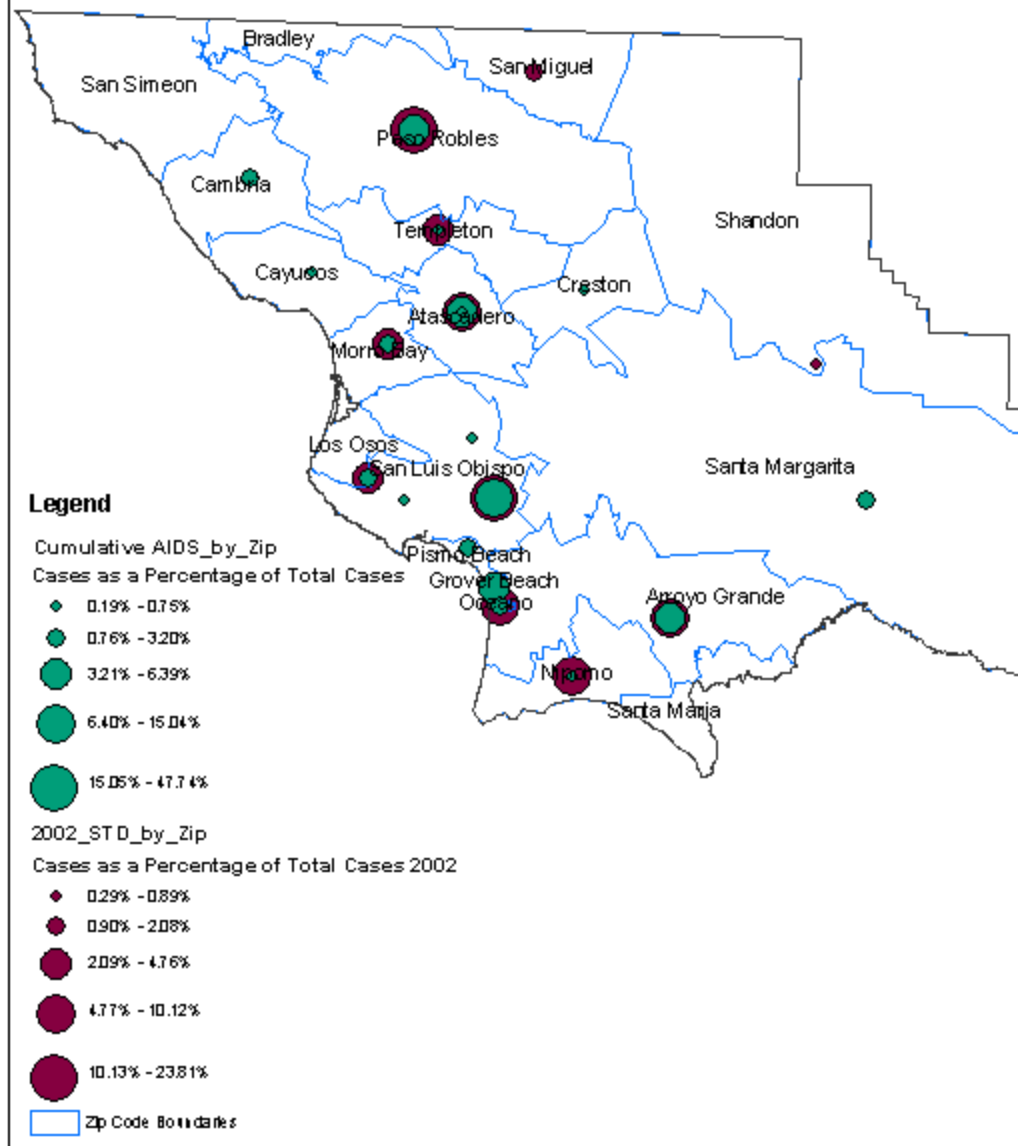 Bradley
San Miguel
San Simeon
Paso Robles
Cambria
Shandon
Templeton
Cayucos
Creston
Atascadero
Morro Bay
Los Osos
San Luis Obispo
Santa Margarita
Pismo Beach
Grover Beach
Oceano
Arroyo Grande
Nipomo
Santa Maria
Legend
Cumulative AIDS_by_Zip
Cases as a Percentage of Total Cases
0.19% - 0.75%
0.76% - 3.20%
3.21% - 6.39%
6.40% - 15.04%
15.05% - 47.74%
2002_STD_by_Zip
Cases as a Percentage of Total Cases 2002
0.29% - 0.89%
0.90% - 2.08%
2.09% - 4.76%
4.77% - 10.12%
10.13% - 23.81%
Zip Code Boundaries